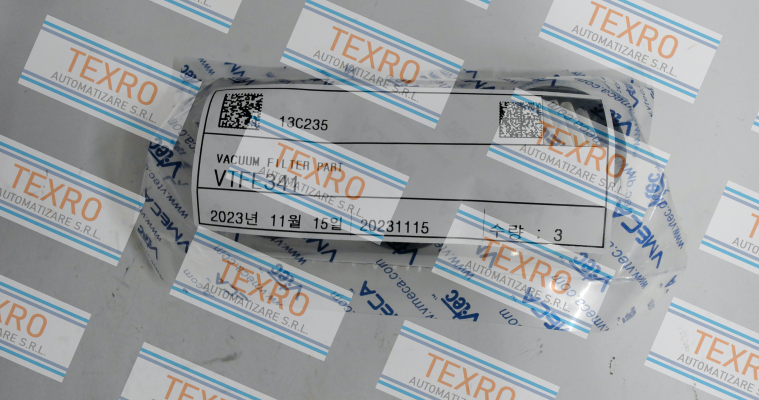 13C235
VACUUM FILTER PART
VTFE341
2023년 11월 15일 20231115
수량 : 3
VMECA
V-tec
www.vmeca.com
TEXRO
AUTOMATIZARE S.R.L.